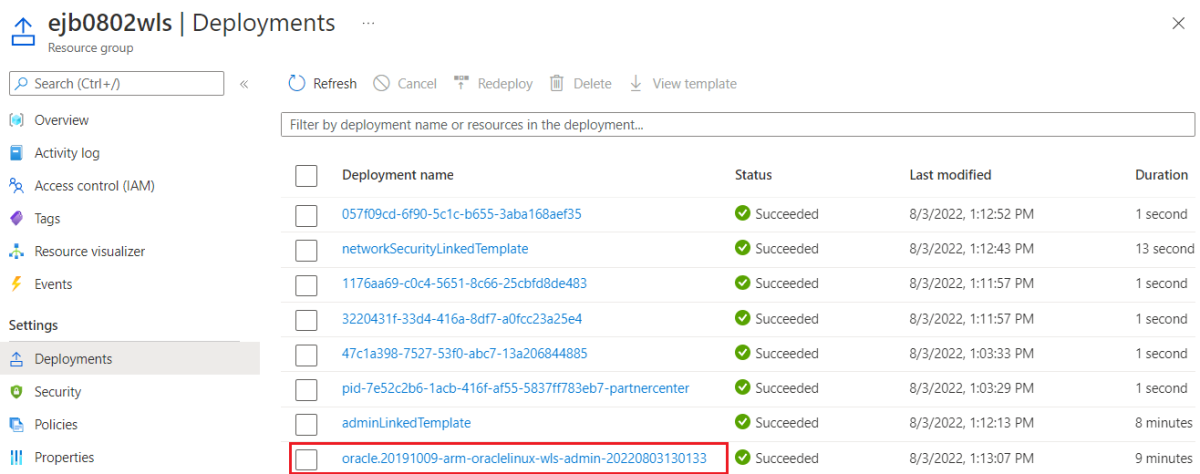 ejb0802wls | Deployments ...
Resource group
Search (Ctrl+/)
«
Refresh Cancel Redeploy Delete View template
Overview
Activity log
Access control (IAM)
Tags
Resource visualizer
Events
Settings
Deployments
Security
Policies
Properties
Filter by deployment name or resources in the deployment...
Deployment name Status Last modified Duration
057f09cd-6f90-5c1c-b655-3aba168aef35 Succeeded 8/3/2022, 1:12:52 PM 1 second
networkSecurityLinkedTemplate Succeeded 8/3/2022, 1:12:43 PM 13 second
1176aa69-c0c4-5651-8c66-25cbfd8de483 Succeeded 8/3/2022, 1:11:57 PM 1 second
3220431f-33d4-416a-8df7-a0fcc23a25e4 Succeeded 8/3/2022, 1:11:57 PM 1 second
47c1a398-7527-53f0-abc7-13a206844885 Succeeded 8/3/2022, 1:03:33 PM 1 second
pid-7e52c2b6-1acb-416f-af55-5837ff783eb7-partnercenter Succeeded 8/3/2022, 1:03:29 PM 1 second
adminLinkedTemplate Succeeded 8/3/2022, 1:12:13 PM 8 minutes
oracle.20191009-arm-oraclelinux-wls-admin-20220803130133 Succeeded 8/3/2022, 1:13:07 PM 9 minutes